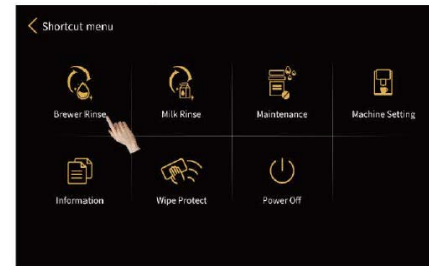 Shortcut menu
Brewer Rinse
Milk Rinse
Maintenance
Machine Setting
Information
Wipe Protect
Power Off